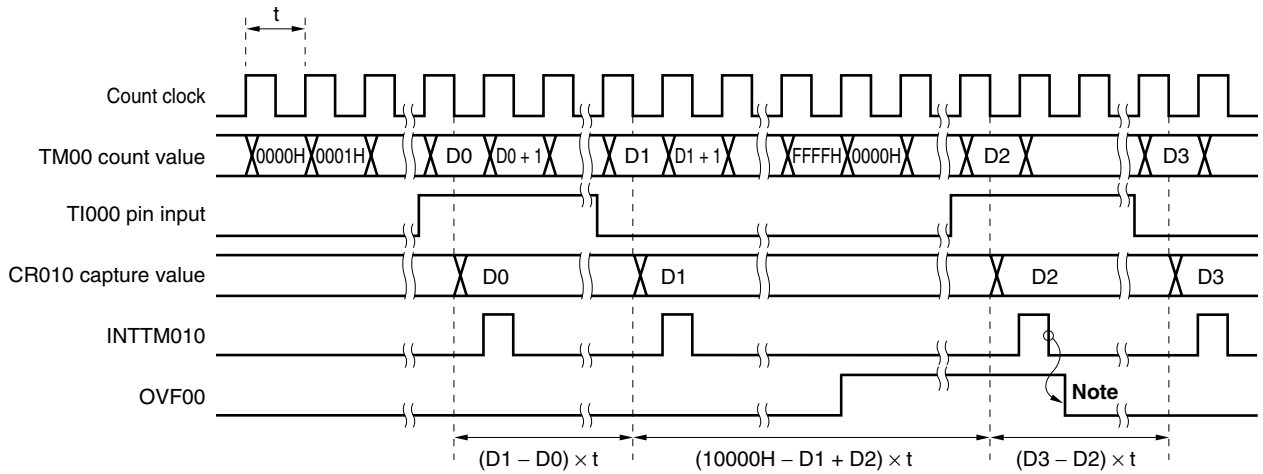 t
Count clock
TM00 count value 0000H 0001H D0 D0 + 1 D1 D1 + 1 FFFFH 0000H D2 D3
TI000 pin input
CR010 capture value D0 D1 D2 D3
INTTM010
OVF00 Note
(D1 − D0) × t (10000H − D1 + D2) × t (D3 − D2) × t